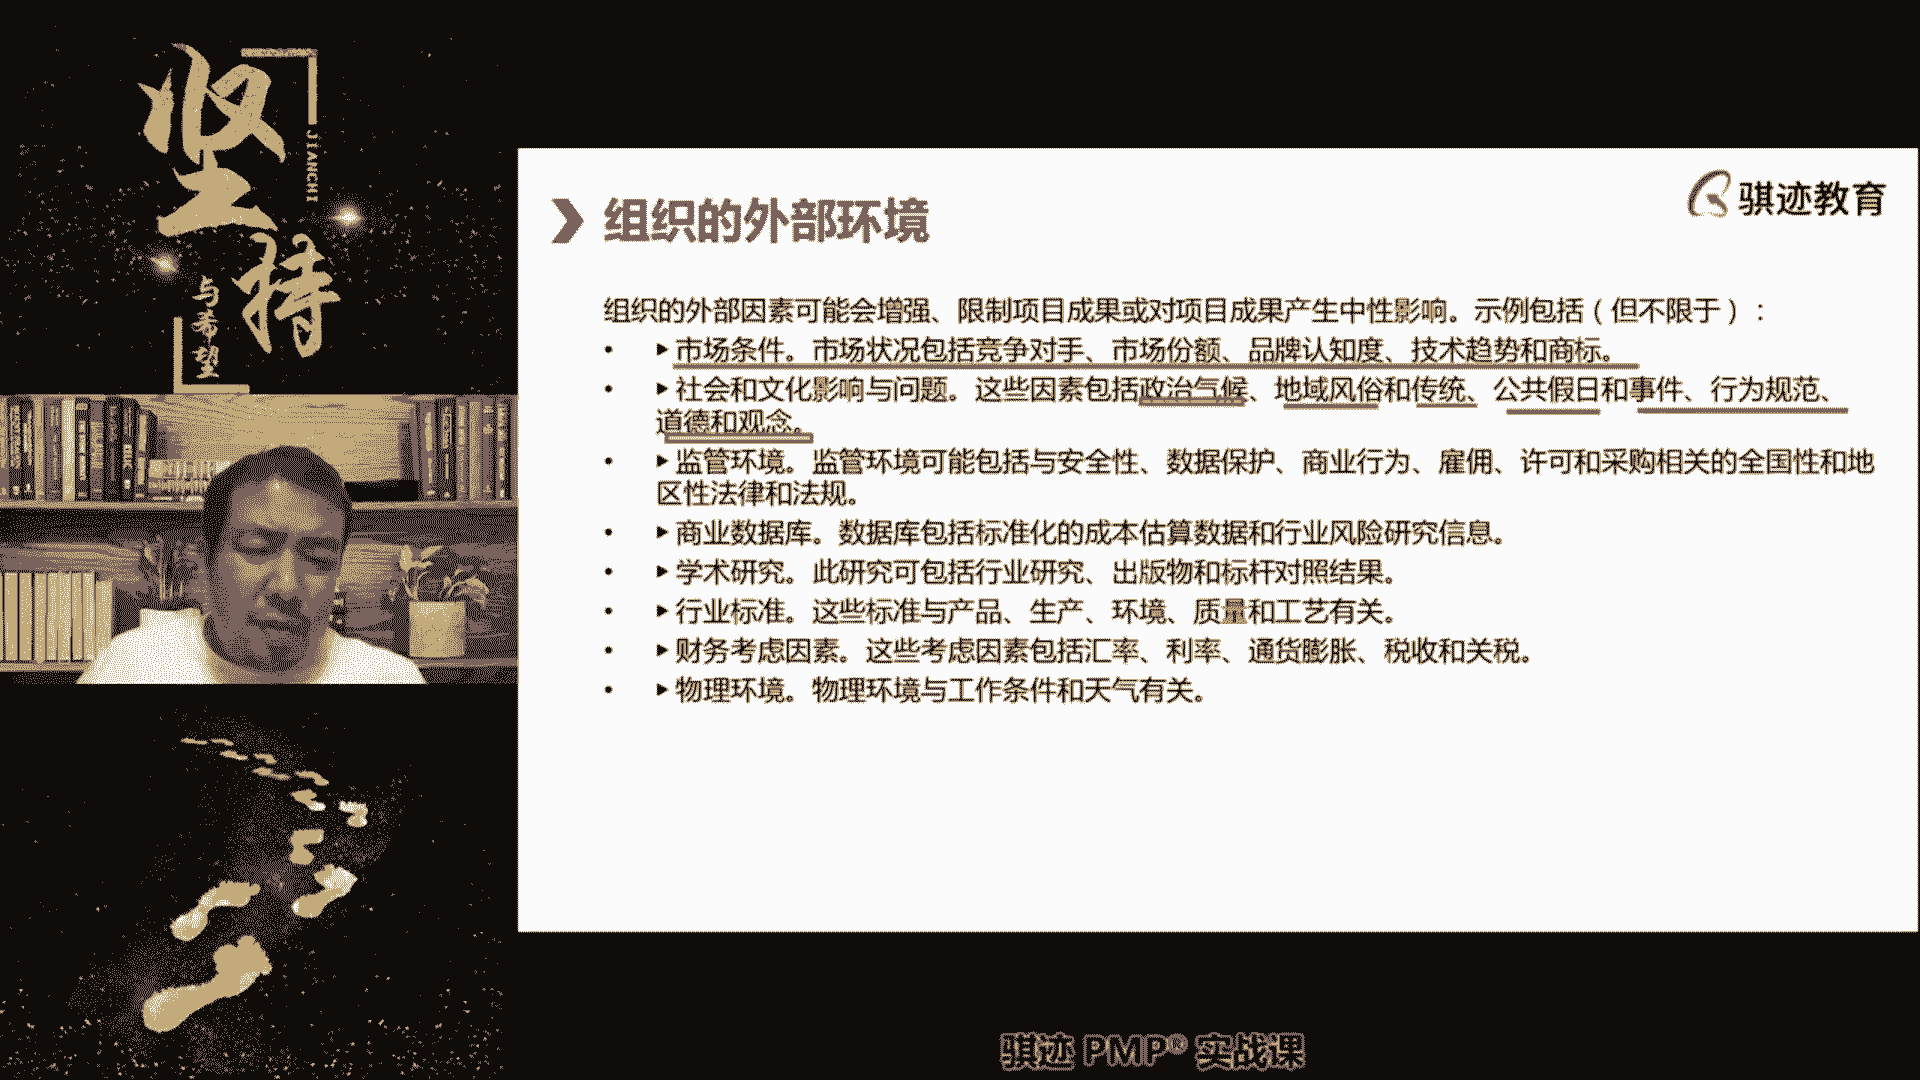 坚持
JIANCHI
与希望
骐迹教育
组织的外部环境
组织的外部因素可能会增强、限制项目成果或对项目成果产生中性影响。示例包括（但不限于）：
• ▶市场条件。市场状况包括竞争对手、市场份额、品牌认知度、技术趋势和商标。
• ▶社会和文化影响与问题。这些因素包括政治气候、地域风俗和传统、公共假日和事件、行为规范、
道德和观念。
• ▶监管环境。监管环境可能包括与安全性、数据保护、商业行为、雇佣、许可和采购相关的全国性和地
区性法律和法规。
• ▶商业数据库。数据库包括标准化的成本估算数据和行业风险研究信息。
• ▶学术研究。此研究可包括行业研究、出版物和标杆对照结果。
• ▶行业标准。这些标准与产品、生产、环境、质量和工艺有关。
• ▶财务考虑因素。这些考虑因素包括汇率、利率、通货膨胀、税收和关税。
• ▶物理环境。物理环境与工作条件和天气有关。
骐迹 PMP® 实战课